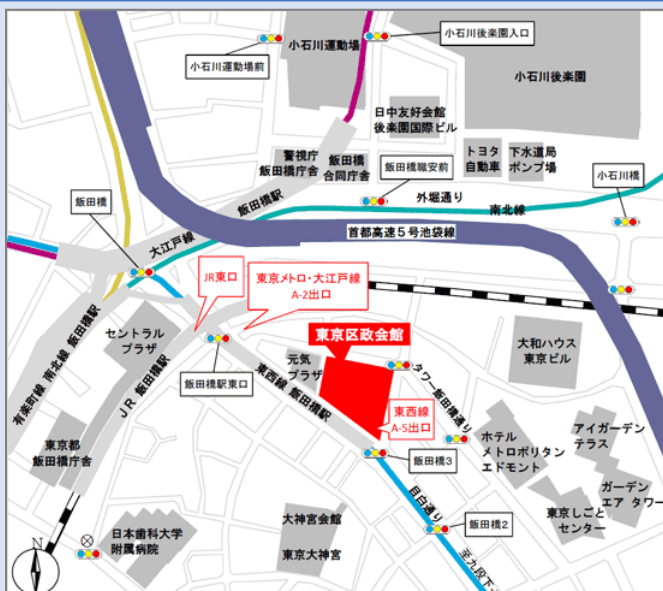 小石川運動場
小石川後楽園入口
小石川運動場前
小石川後楽園
日中友好会館
後楽園国際ビル
警視庁
飯田橋庁舎
飯田橋
合同庁舎
飯田橋職安前
トヨタ
自動車
下水道局
ポンプ場
小石川橋
飯田橋
飯田橋駅
外堀通り
南北線
大江戸線
首都高速5号池袋線
JR東口
東京メトロ・大江戸線
A-2出口
有楽町線 南北線 飯田橋駅
セントラル
プラザ
JR 飯田橋駅
飯田橋駅東口
元気
プラザ
東京区政会館
大和ハウス
東京ビル
タワー飯田橋通り
東西線 飯田橋駅
東西線
A-5出口
東京都
飯田橋庁舎
飯田橋3
ホテル
メトロポリタン
エドモント
アイガーデン
テラス
ガーデン
エア タワー
東京しごと
センター
目白通り
飯田橋2
至九段下
大神宮会館
東京大神宮
日本歯科大学
附属病院
N